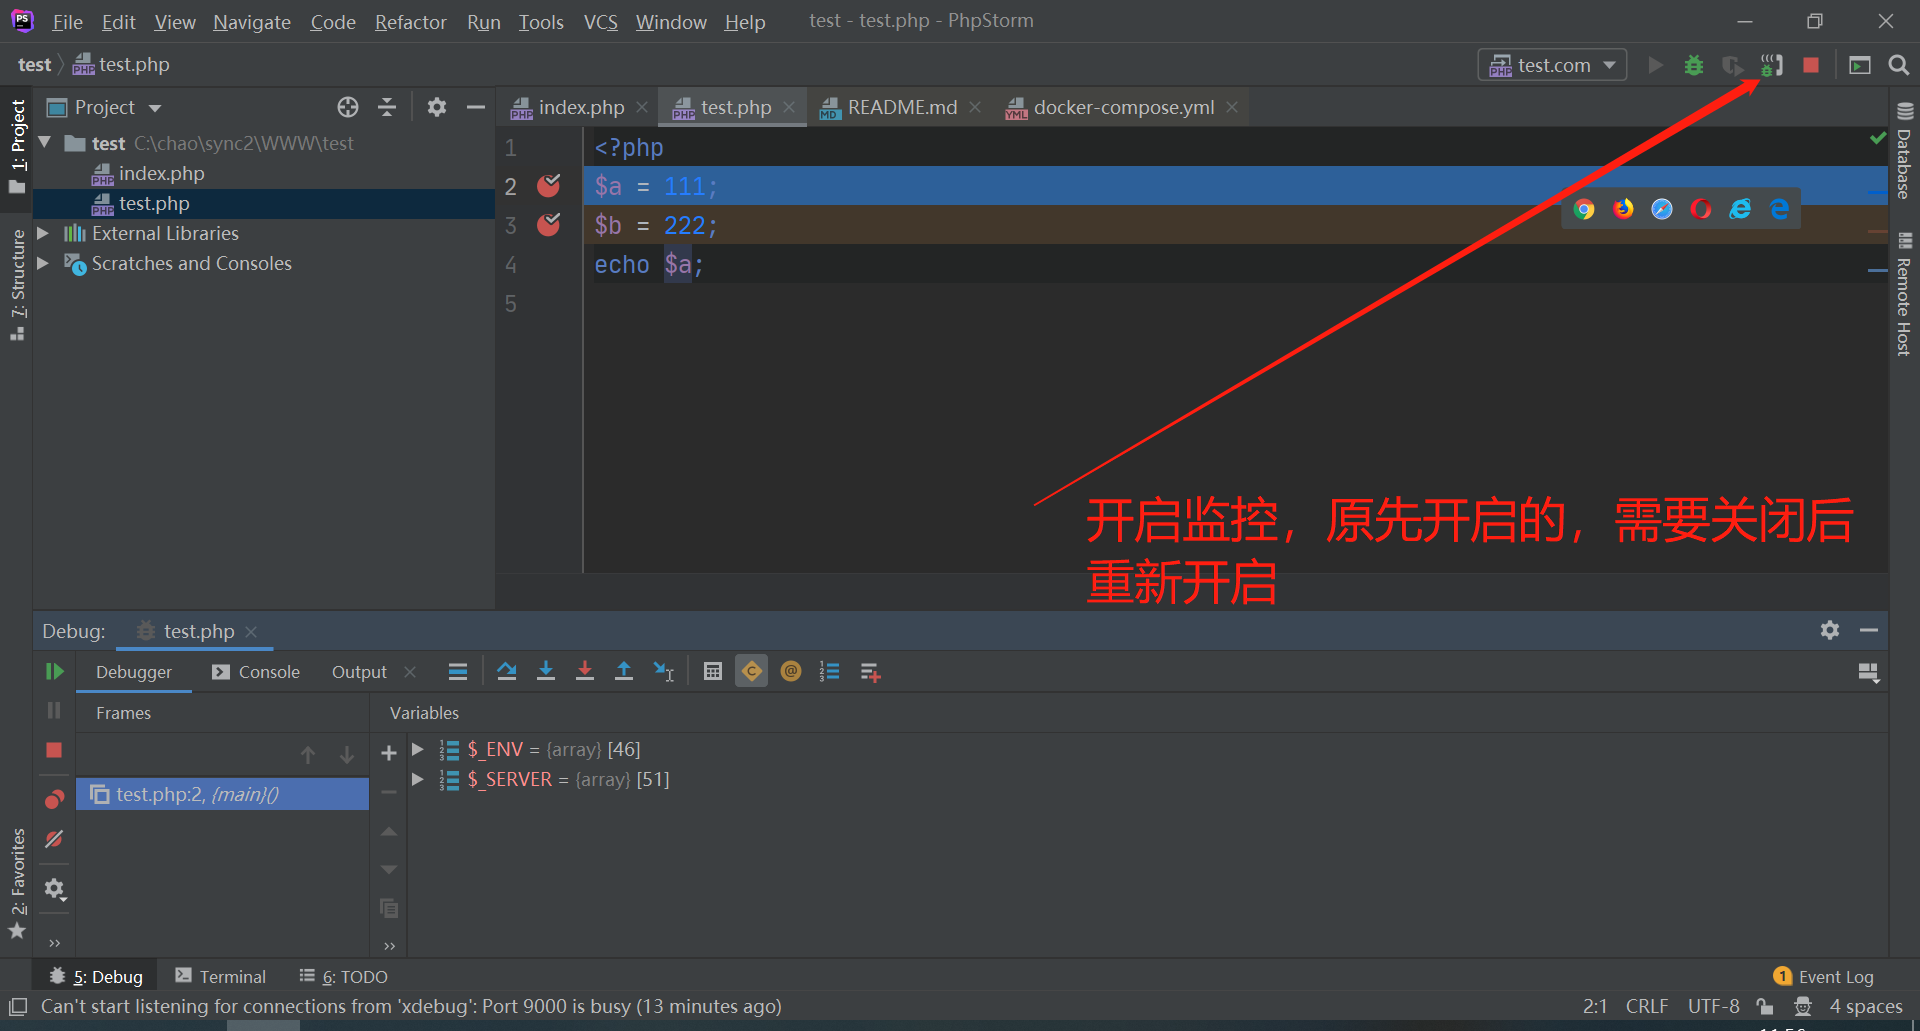 File Edit View Navigate Code Refactor Run Tools VCS Window Help test - test.php - PhpStorm
test test.php test.com
1: Project
Project
index.php test.php README.md docker-compose.yml
test C:\chao\sync2\WWW\test
index.php
test.php
External Libraries
Scratches and Consoles
7: Structure
1 <?php
2 $a = 111;
3 $b = 222;
4 echo $a;
5
Database
Remote Host
开启监控，原先开启的，需要关闭后
重新开启
Debug: test.php
Debugger Console Output
Frames Variables
$_ENV = {array} [46]
$_SERVER = {array} [51]
test.php:2, {main}()
2: Favorites
5: Debug Terminal 6: TODO 1 Event Log
Can't start listening for connections from 'xdebug': Port 9000 is busy (13 minutes ago) 2:1 CRLF UTF-8 4 spaces